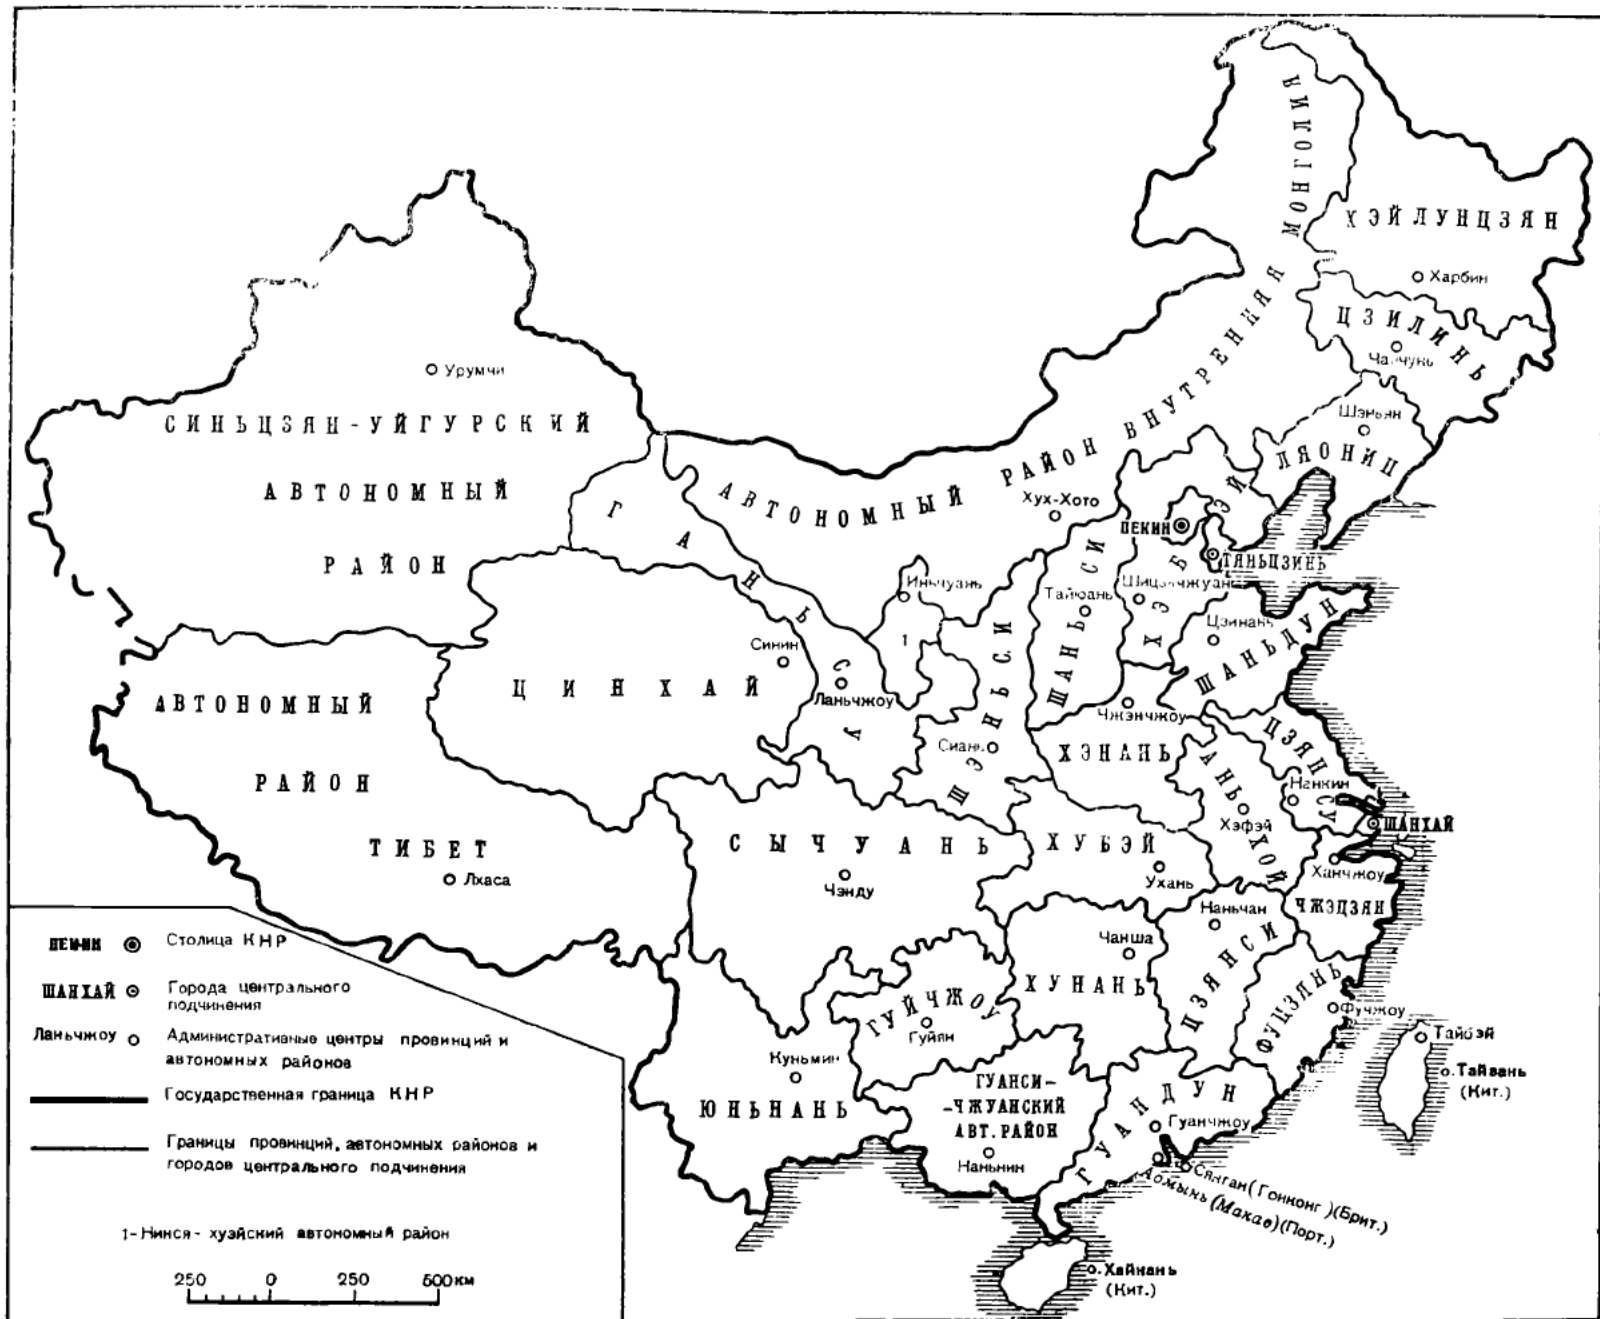 МОНГОЛИЯ
ХЭЙЛУНЦЗЯН
Харбин
ЦЗИЛИНЬ
Чанчунь
Урумчи
СИНЬЦЗЯН-УЙГУРСКИЙ
АВТОНОМНЫЙ
РАЙОН
АВТОНОМНЫЙ РАЙОН ВНУТРЕННЯЯ
Шэньян
ЛЯОНИН
ГАНЬСУ
Хух-Хото
ПЕКИН
ТЯНЬЦЗИНЬ
ХЭБЭЙ
Шицзячжуан
Иньчуань
1
Тайюань
ШАНЬСИ
Цзинань
ШАНЬДУН
Синин
ЦИНХАЙ
Ланьчжоу
ШЭНЬСИ
Сиань
Чжэнчжоу
ХЭНАНЬ
ЦЗЯНСУ
Нанкин
АНЬХОЙ
Хэфэй
ШАНХАЙ
АВТОНОМНЫЙ
РАЙОН
ТИБЕТ
Лхаса
СЫЧУАНЬ
Чэнду
ХУБЭЙ
Ухань
Ханчжоу
ЧЖЭЦЗЯН
Наньчан
ЦЗЯНСИ
Чанша
ХУНАНЬ
ГУЙЧЖОУ
Гуйян
ФУЦЗЯНЬ
Фучжоу
Тайбэй
Тайвань
(Кит.)
Куньмин
ЮНЬНАНЬ
ГУАНСИ-
-ЧЖУАНСКИЙ
АВТ. РАЙОН
Наньнин
ГУАНДУН
Гуанчжоу
Сянган (Гонконг) (Брит.)
Аомынь (Макао) (Порт.)
Хайнань
(Кит.)
ПЕКИН Столица КНР
ШАНХАЙ Города центрального
подчинения
Ланьчжоу Административные центры провинций и
автономных районов
Государственная граница КНР
Границы провинций, автономных районов и
городов центрального подчинения
1-Нинся-хуэйский автономный район
250 0 250 500 км